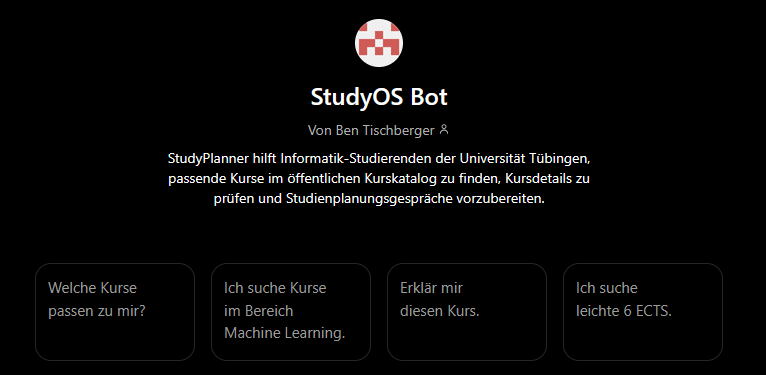 StudyOS Bot
Von Ben Tischberger
StudyPlanner hilft Informatik-Studierenden der Universität Tübingen,
passende Kurse im öffentlichen Kurskatalog zu finden, Kursdetails zu
prüfen und Studienplanungsgespräche vorzubereiten.
Welche Kurse
passen zu mir?
Ich suche Kurse
im Bereich
Machine Learning.
Erklär mir
diesen Kurs.
Ich suche
leichte 6 ECTS.